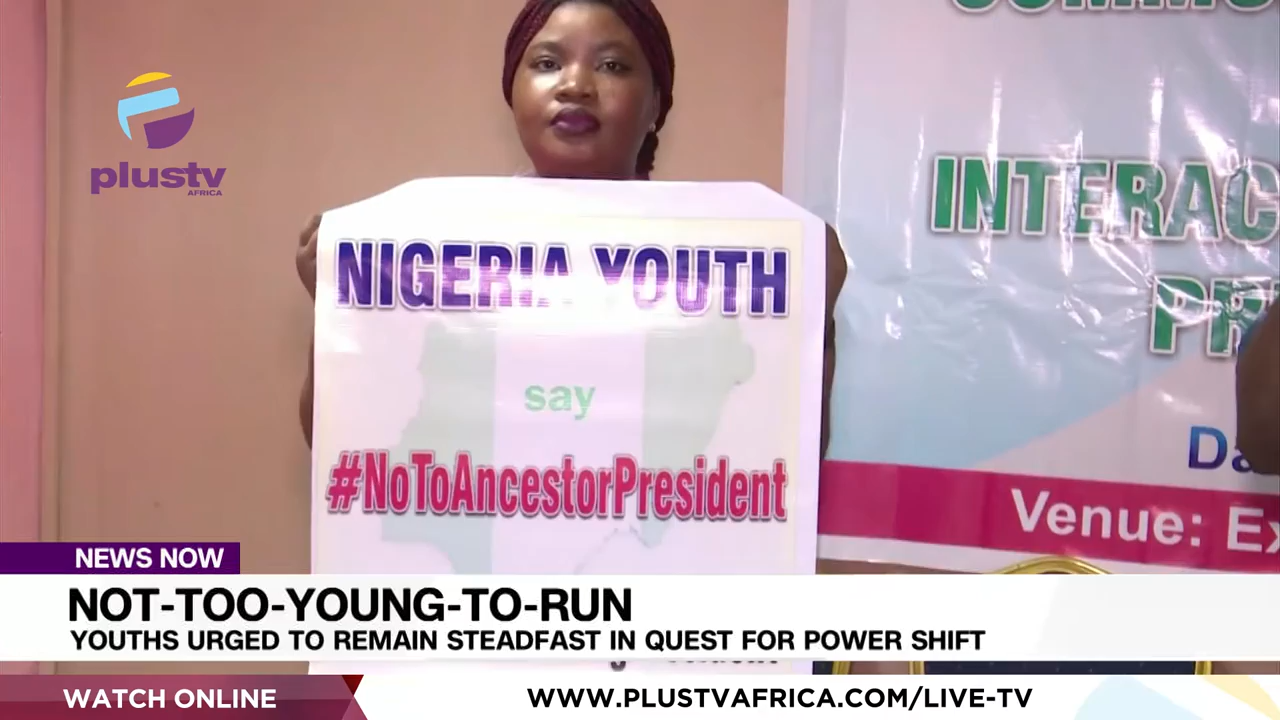 plustv
AFRICA
NIGERIA YOUTH
say
#NoToAncestorPresident
INTERAC
PR
Da
Venue: Ex
NEWS NOW
NOT-TOO-YOUNG-TO-RUN
YOUTHS URGED TO REMAIN STEADFAST IN QUEST FOR POWER SHIFT
WATCH ONLINE
WWW.PLUSTVAFRICA.COM/LIVE-TV